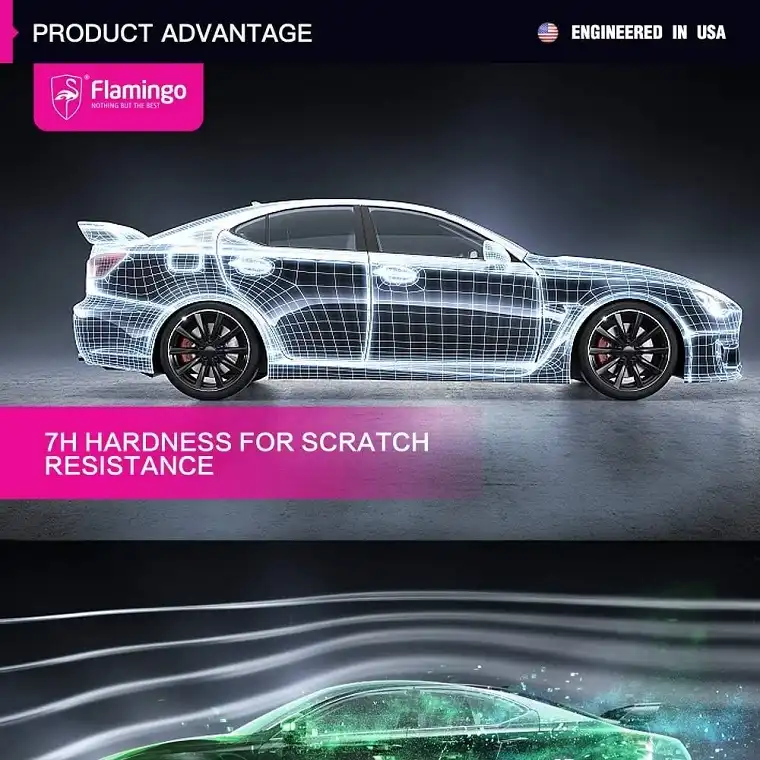 PRODUCT ADVANTAGE
ENGINEERED IN USA
Flamingo
NOTHING BUT THE BEST
7H HARDNESS FOR SCRATCH
RESISTANCE